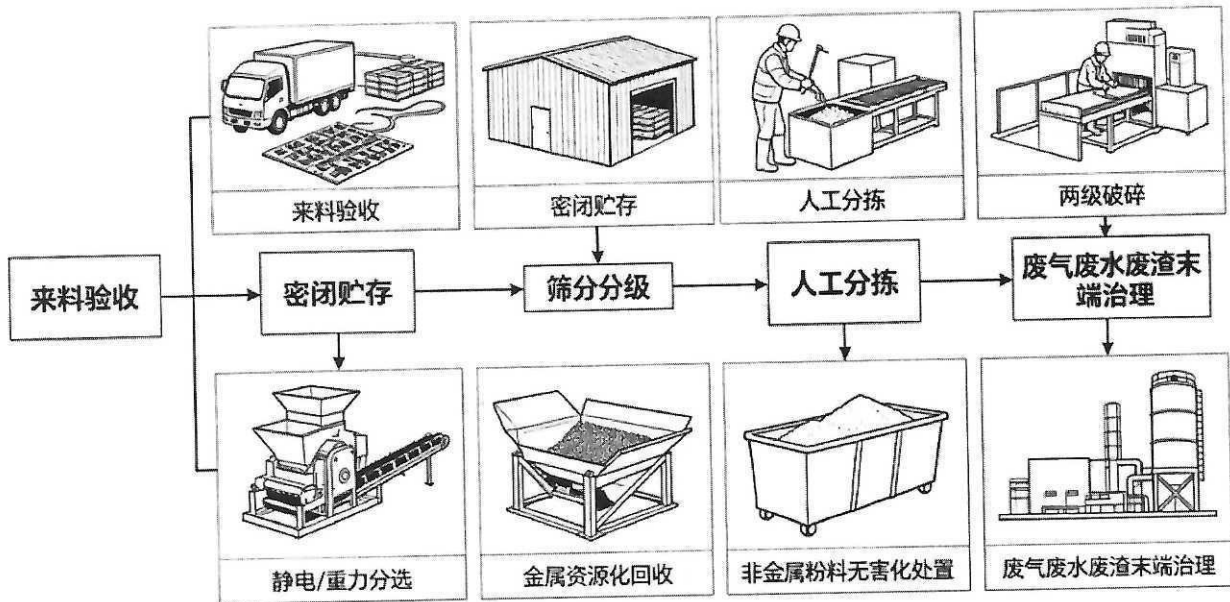 来料验收
密闭贮存
人工分拣
两级破碎
来料验收
密闭贮存
筛分分级
人工分拣
废气废水废渣末
端治理
静电/重力分选
金属资源化回收
非金属粉料无害化处置
废气废水废渣末端治理